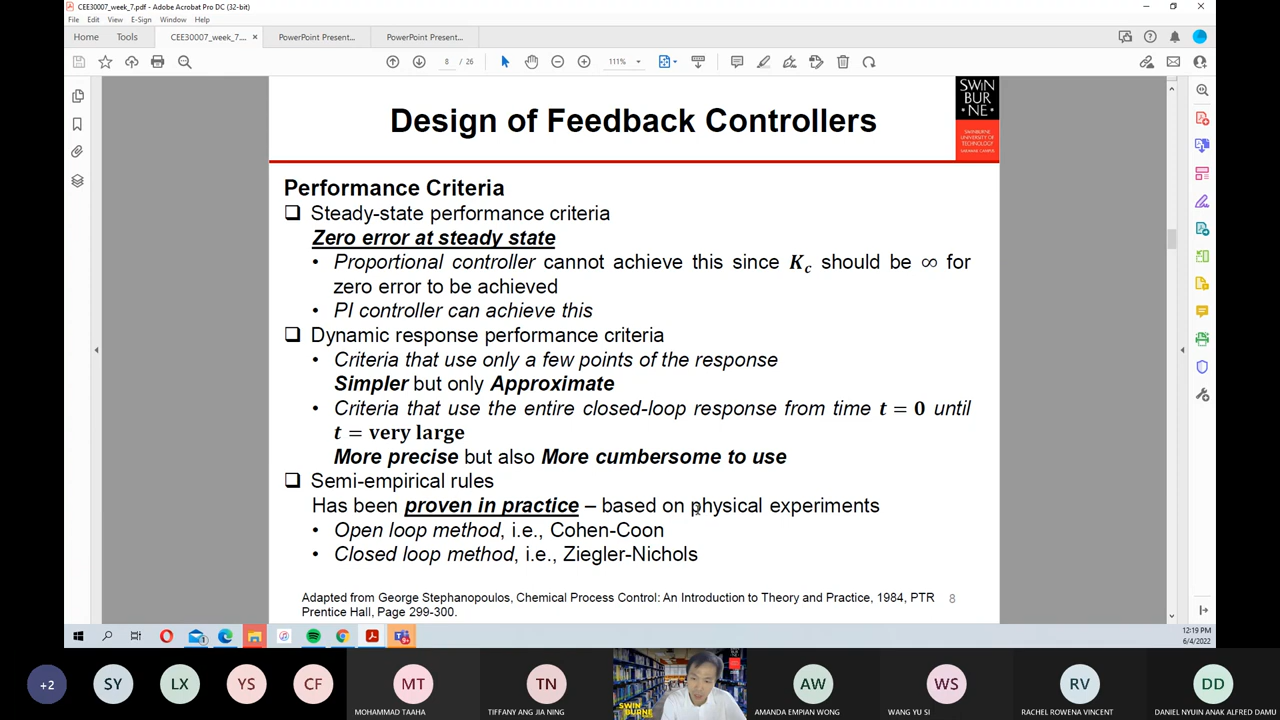 CEE30007_week_7.pdf - Adobe Acrobat Pro DC (32-bit)
File Edit View E-Sign Window Help
Home Tools CEE30007_week_7.... × PowerPoint Present... PowerPoint Present...
8 / 26 111%
SWIN
BUR
* NE *
SWINBURNE
UNIVERSITY OF
TECHNOLOGY
SARAWAK CAMPUS
Design of Feedback Controllers
Performance Criteria
❑ Steady-state performance criteria
Zero error at steady state
• Proportional controller cannot achieve this since K_c should be ∞ for
zero error to be achieved
• PI controller can achieve this
❑ Dynamic response performance criteria
• Criteria that use only a few points of the response
Simpler but only Approximate
• Criteria that use the entire closed-loop response from time t = 0 until
t = very large
More precise but also More cumbersome to use
❑ Semi-empirical rules
Has been proven in practice – based on physical experiments
• Open loop method, i.e., Cohen-Coon
• Closed loop method, i.e., Ziegler-Nichols
Adapted from George Stephanopoulos, Chemical Process Control: An Introduction to Theory and Practice, 1984, PTR
Prentice Hall, Page 299-300.
8
12:19 PM
6/4/2022
+2 SY LX YS CF MT TN AW WS RV DD
SWIN
BURNE
MOHAMMAD TAAHA TIFFANY ANG JIA NING AMANDA EMPIAN WONG WANG YU SI RACHEL ROWENA VINCENT DANIEL NYUIN ANAK ALFRED DAMU